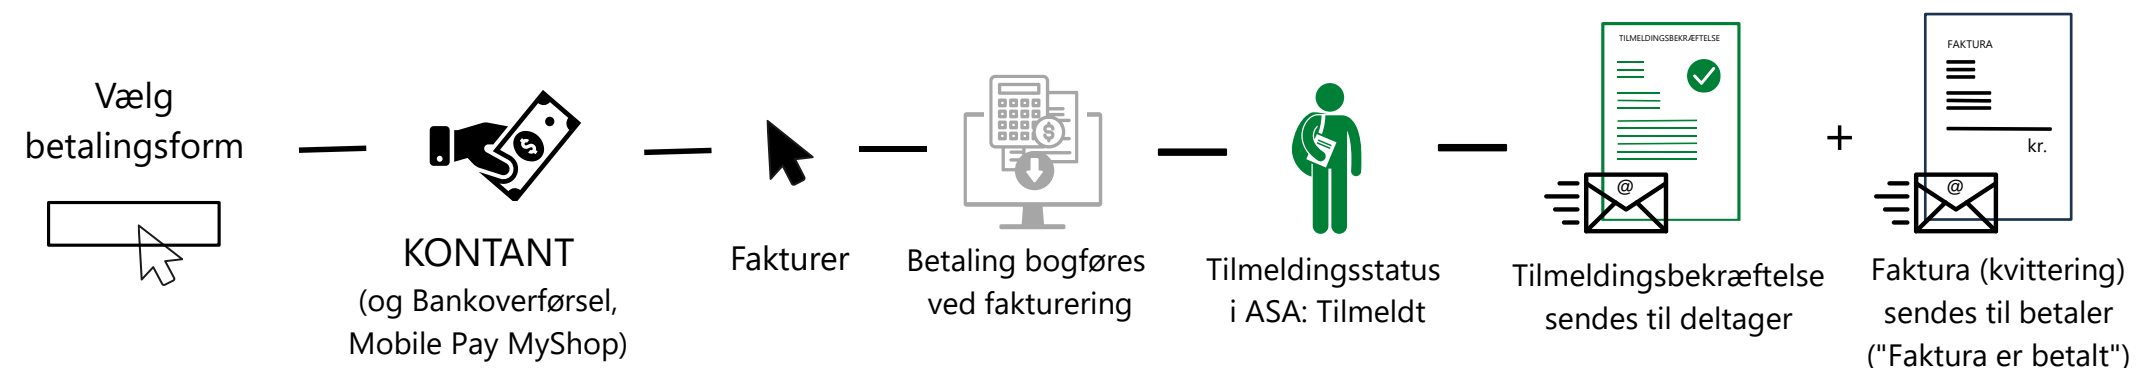 Vælg
betalingsform
KONTANT
(og Bankoverførsel,
Mobile Pay MyShop)
Fakturer
$
Betaling bogføres
ved fakturering
Tilmeldingsstatus
i ASA: Tilmeldt
TILMELDINGSBEKRÆFTELSE
@
Tilmeldingsbekræftelse
sendes til deltager
+
FAKTURA
kr.
@
Faktura (kvittering)
sendes til betaler
("Faktura er betalt")